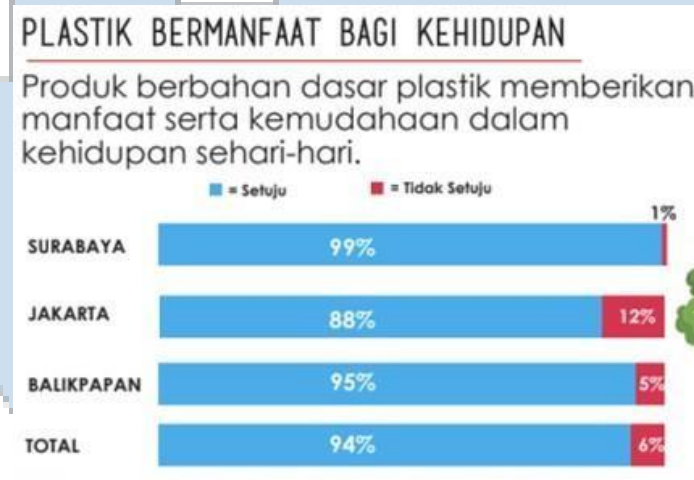 PLASTIK BERMANFAAT BAGI KEHIDUPAN
Produk berbahan dasar plastik memberikan
manfaat serta kemudahaan dalam
kehidupan sehari-hari.
= Setuju = Tidak Setuju
1%
SURABAYA 99%
JAKARTA 88% 12%
BALIKPAPAN 95% 5%
TOTAL 94% 6%